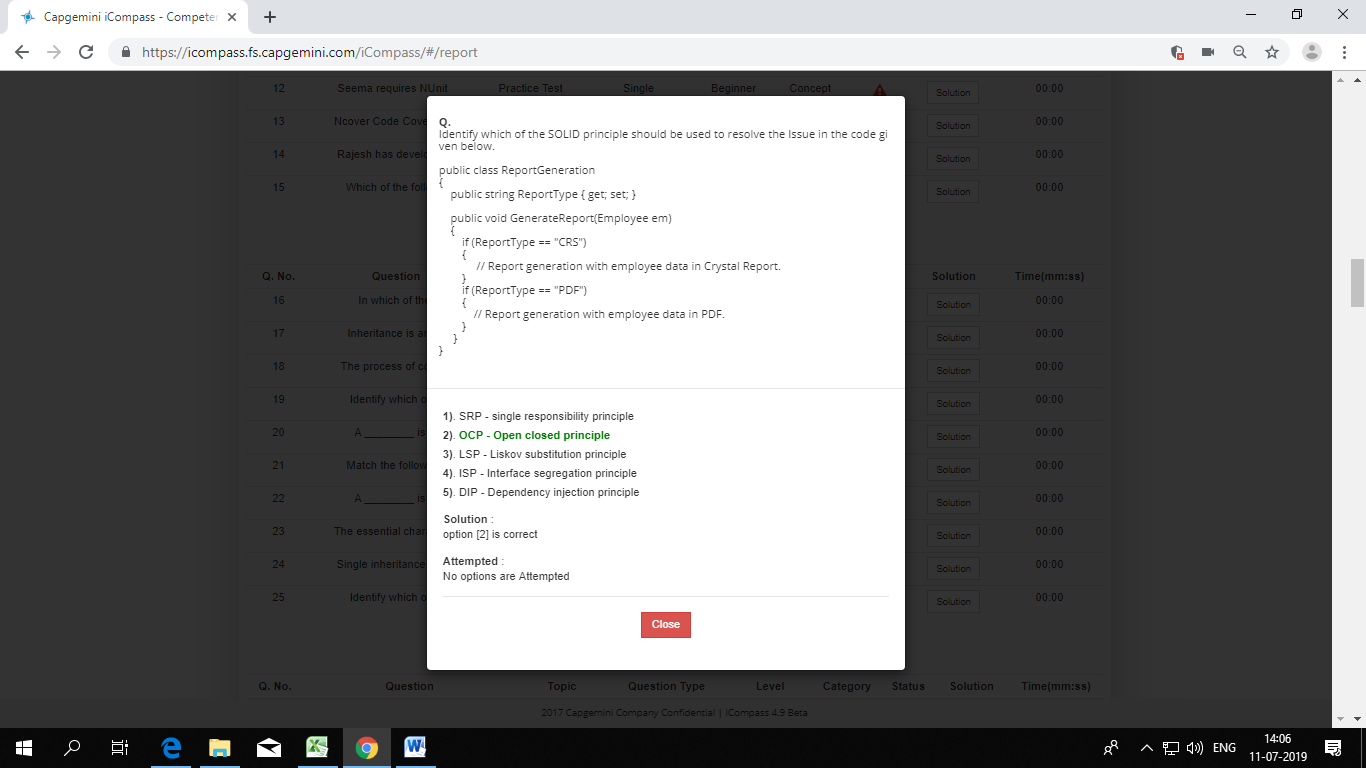 Capgemini iCompass - Competen
https://icompass.fs.capgemini.com/iCompass/#/report
12 Seema requires NUnit Practice Test Single Beginner Concept Solution 00:00
13 Ncover Code Cove Solution 00:00
14 Rajesh has develo Solution 00:00
15 Which of the foll Solution 00:00
Q. No. Question Solution Time(mm:ss)
16 In which of the Solution 00:00
17 Inheritance is a Solution 00:00
18 The process of c Solution 00:00
19 Identify which o Solution 00:00
20 A ________ is Solution 00:00
21 Match the follow Solution 00:00
22 A ________ is Solution 00:00
23 The essential char Solution 00:00
24 Single inheritance Solution 00:00
25 Identify which o Solution 00:00
Q. No. Question Topic Question Type Level Category Status Solution Time(mm:ss)
2017 Capgemini Company Confidential | iCompass 4.9 Beta
Q.
Identify which of the SOLID principle should be used to resolve the Issue in the code gi
ven below.
public class ReportGeneration
{
public string ReportType { get; set; }
public void GenerateReport(Employee em)
{
if (ReportType == "CRS")
{
// Report generation with employee data in Crystal Report.
}
if (ReportType == "PDF")
{
// Report generation with employee data in PDF.
}
}
}
1). SRP - single responsibility principle
2). OCP - Open closed principle
3). LSP - Liskov substitution principle
4). ISP - Interface segregation principle
5). DIP - Dependency injection principle
Solution :
option [2] is correct
Attempted :
No options are Attempted
Close
ENG
14:06
11-07-2019